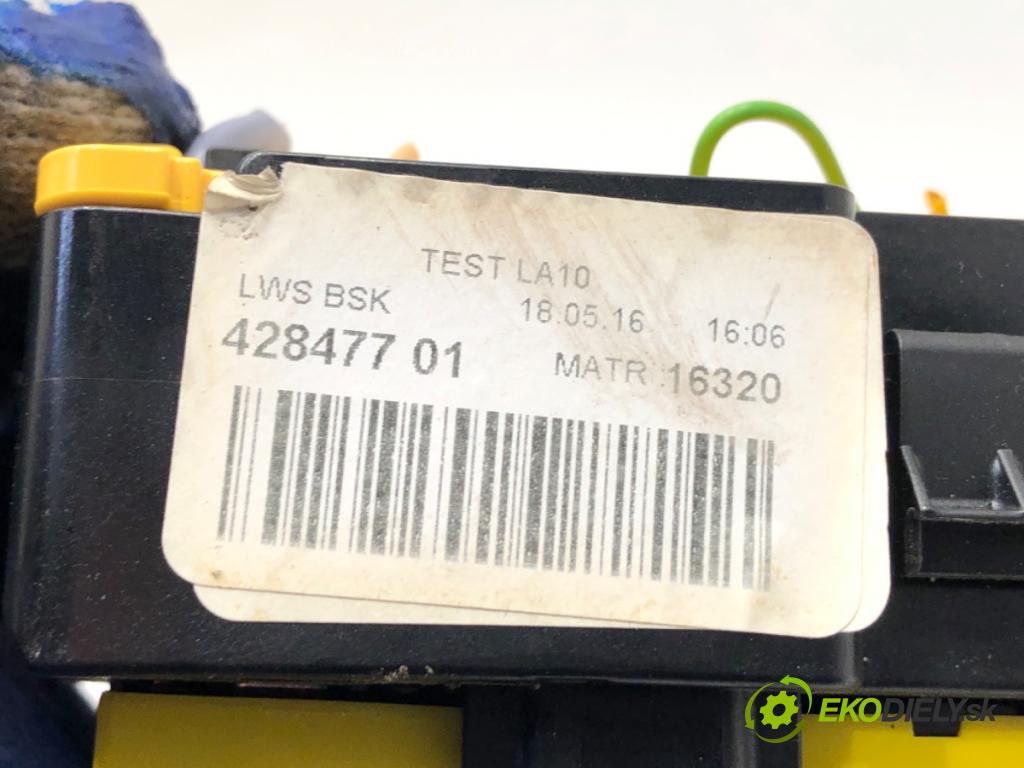 TEST LA10
LWS BSK 18.05.16 16:06
428477 01 MATR :16320
EKODIELY.sk